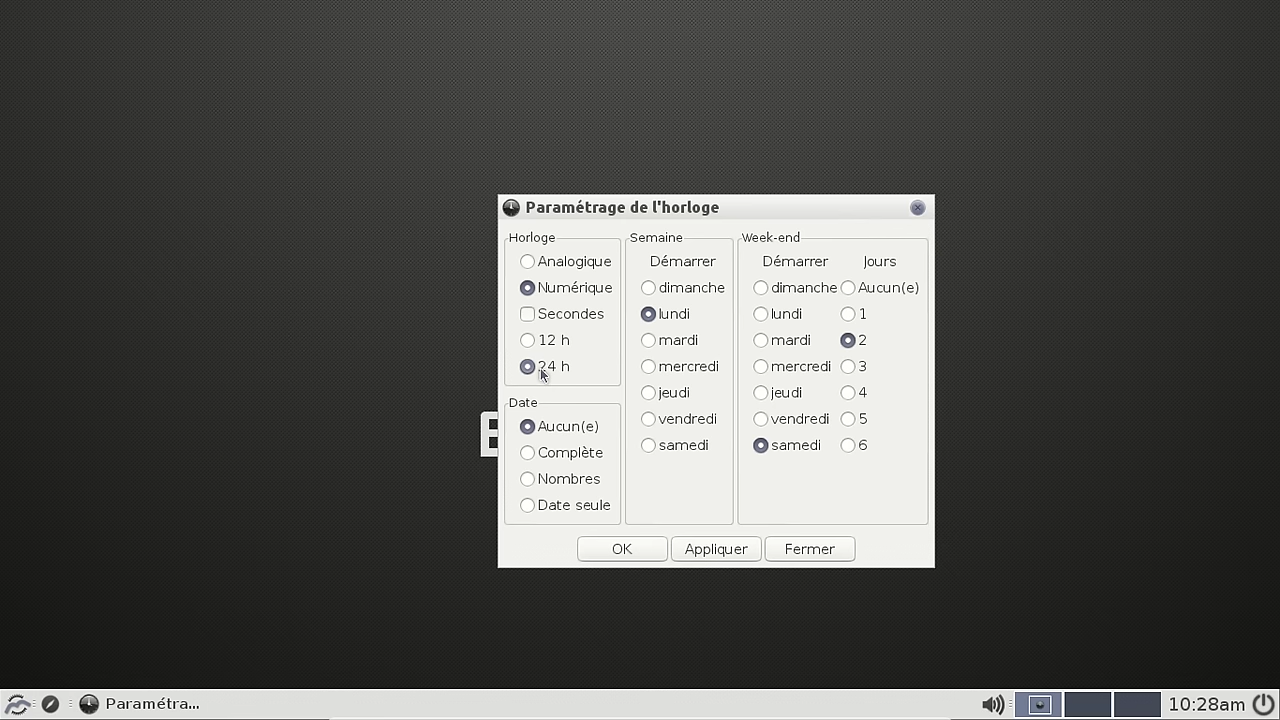 Paramétrage de l'horloge
Horloge
Analogique
Numérique
Secondes
12 h
24 h
Date
Aucun(e)
Complète
Nombres
Date seule
Semaine
Démarrer
dimanche
lundi
mardi
mercredi
jeudi
vendredi
samedi
Week-end
Démarrer Jours
dimanche Aucun(e)
lundi 1
mardi 2
mercredi 3
jeudi 4
vendredi 5
samedi 6
OK Appliquer Fermer
Paramétra... 10:28am